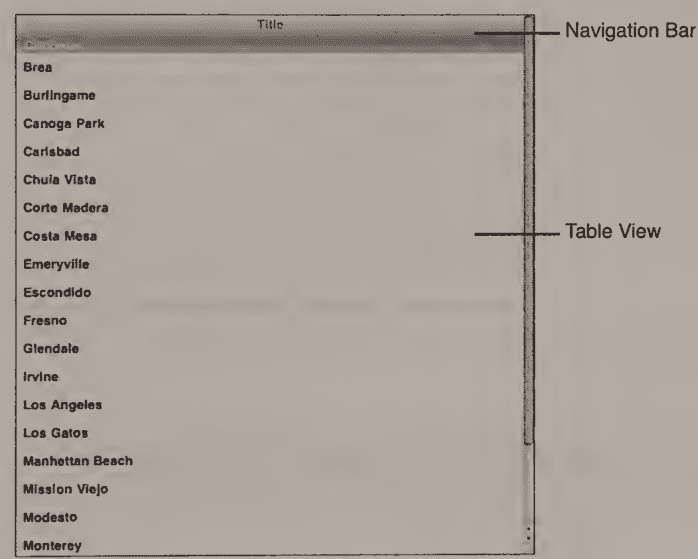 Title
Navigation Bar
Brea
Burlingame
Canoga Park
Carlsbad
Chula Vista
Corte Madera
Costa Mesa
Table View
Emeryville
Escondido
Fresno
Glendale
Irvine
Los Angeles
Los Gatos
Manhattan Beach
Mission Viejo
Modesto
Monterey